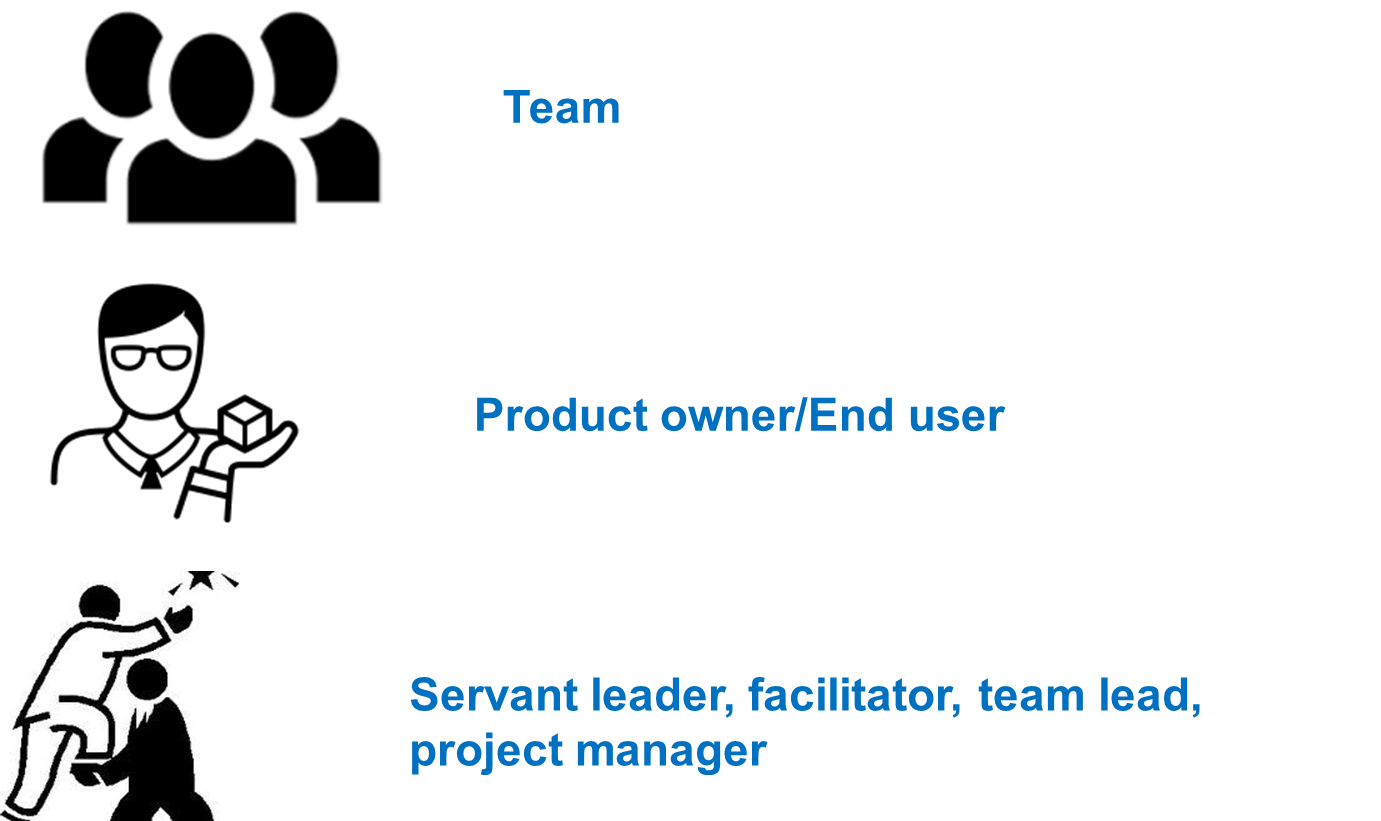 Team
Product owner/End user
Servant leader, facilitator, team lead,
project manager